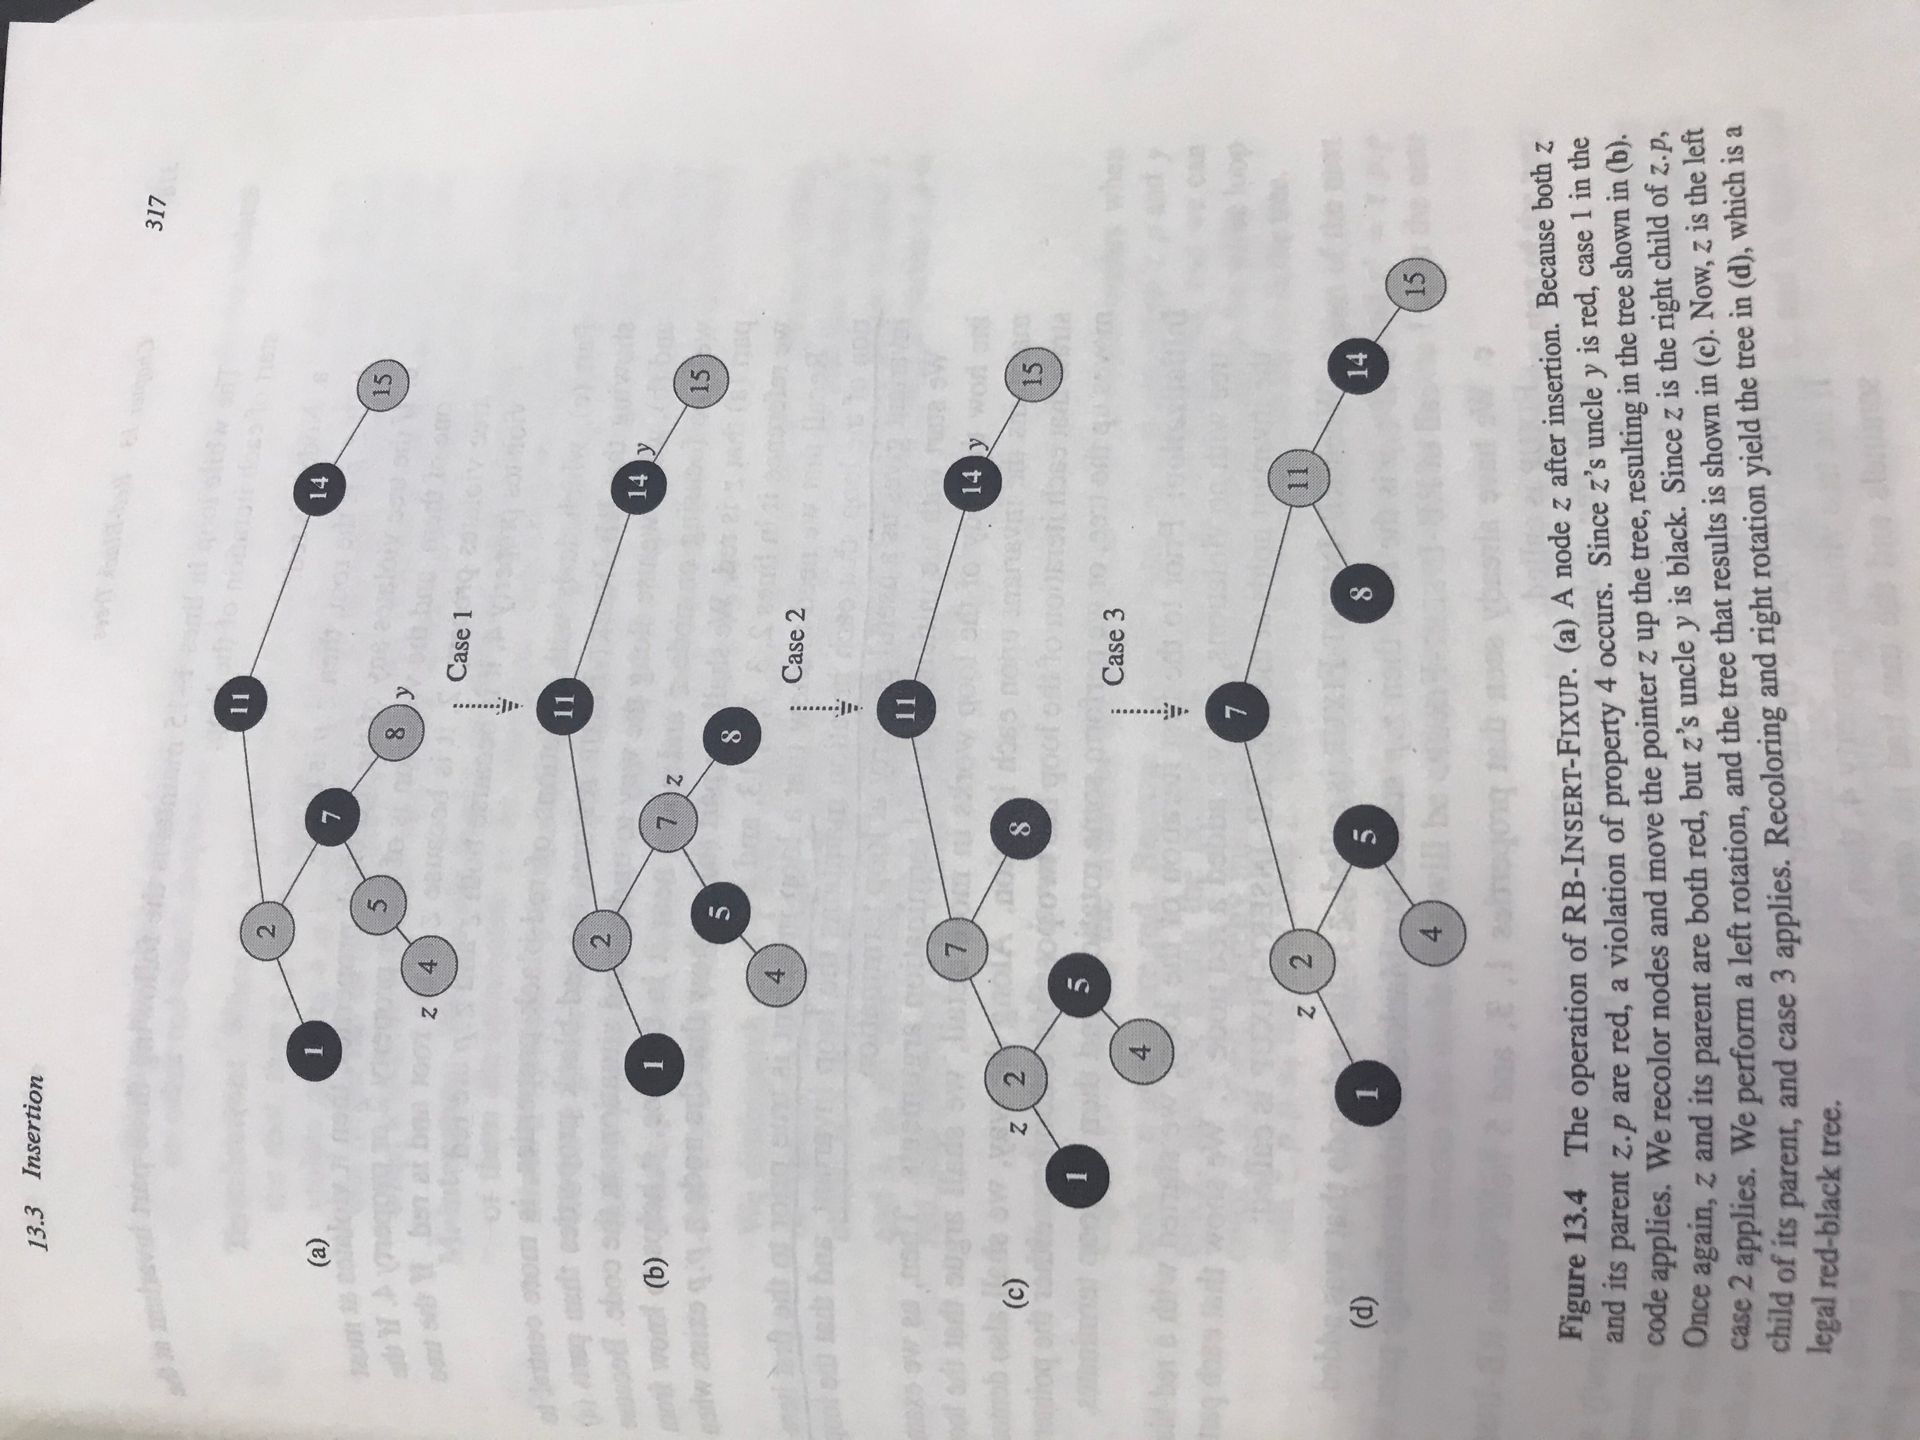 13.3 Insertion
317
11
2
1
14
(a)
7
5
15
8
y
z
4
Case 1
11
2
14
y
1
(b)
7
z
15
5
8
4
Case 2
11
7
14
y
(c)
z
2
8
15
1
5
4
Case 3
7
z
2
11
(d)
1
5
8
14
15
4
Figure 13.4 The operation of RB-INSERT-FIXUP. (a) A node z after insertion. Because both z
and its parent z.p are red, a violation of property 4 occurs. Since z's uncle y is red, case 1 in the
code applies. We recolor nodes and move the pointer z up the tree, resulting in the tree shown in (b).
Once again, z and its parent are both red, but z's uncle y is black. Since z is the right child of z.p,
case 2 applies. We perform a left rotation, and the tree that results is shown in (c). Now, z is the left
child of its parent, and case 3 applies. Recoloring and right rotation yield the tree in (d), which is a
legal red-black tree.